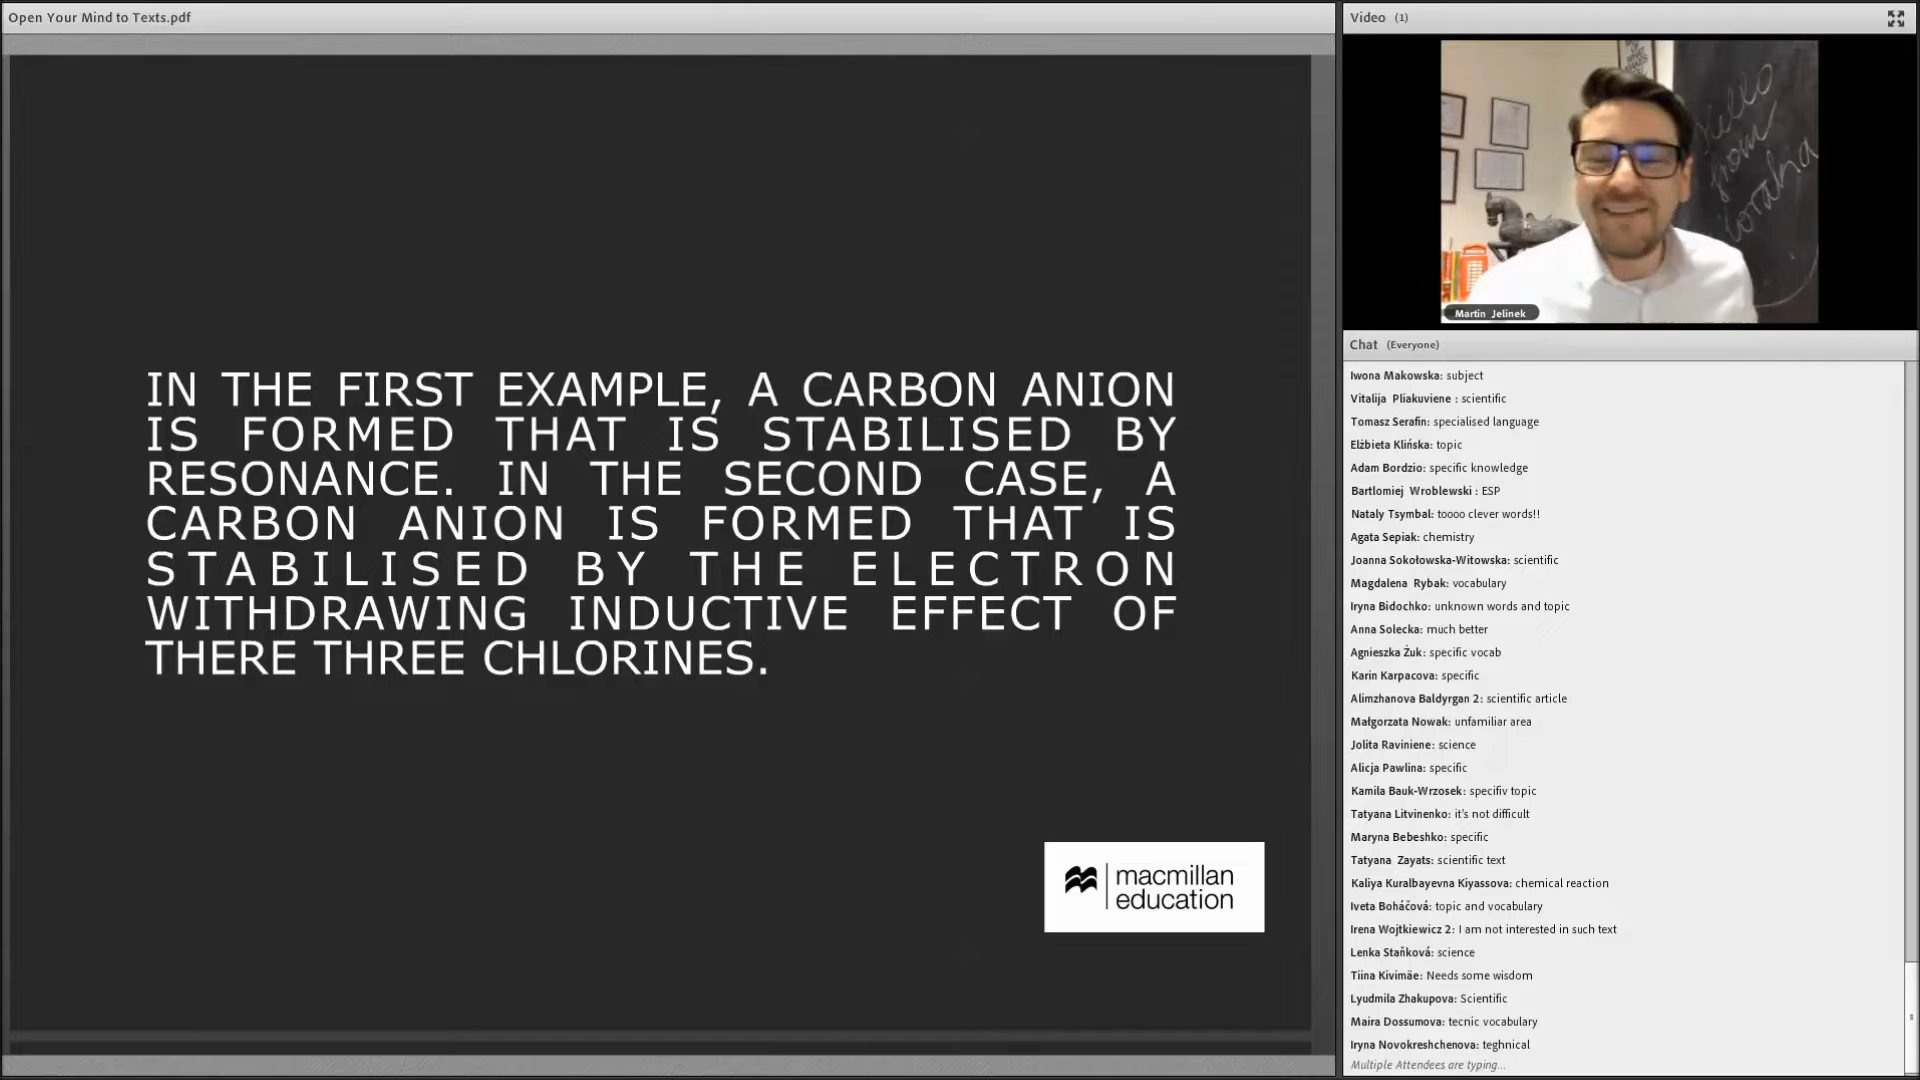 Open Your Mind to Texts.pdf
IN THE FIRST EXAMPLE, A CARBON ANION
IS FORMED THAT IS STABILISED BY
RESONANCE. IN THE SECOND CASE, A
CARBON ANION IS FORMED THAT IS
STABILISED BY THE ELECTRON
WITHDRAWING INDUCTIVE EFFECT OF
THERE THREE CHLORINES.
macmillan
education
Video (1)
hello
from
Martin Jelinek
Chat (Everyone)
Iwona Makowska: subject
Vitalija Pliakuviene : scientific
Tomasz Serafin: specialised language
Elżbieta Klińska: topic
Adam Bordzio: specific knowledge
Bartlomiej Wroblewski : ESP
Nataly Tsymbal: toooo clever words!!
Agata Sepiak: chemistry
Joanna Sokołowska-Witowska: scientific
Magdalena Rybak: vocabulary
Iryna Bidochko: unknown words and topic
Anna Solecka: much better
Agnieszka Żuk: specific vocab
Karin Karpacova: specific
Alimzhanova Baldyrgan 2: scientific article
Małgorzata Nowak: unfamiliar area
Jolita Raviniene: science
Alicja Pawlina: specific
Kamila Bauk-Wrzosek: specifiv topic
Tatyana Litvinenko: it's not difficult
Maryna Bebeshko: specific
Tatyana Zayats: scientific text
Kaliya Kuralbayevna Kiyassova: chemical reaction
Iveta Boháčová: topic and vocabulary
Irena Wojtkiewicz 2: I am not interested in such text
Lenka Staňková: science
Tiina Kivimäe: Needs some wisdom
Lyudmila Zhakupova: Scientific
Maira Dossumova: tecnic vocabulary
Iryna Novokreshchenova: teghnical
Multiple Attendees are typing...